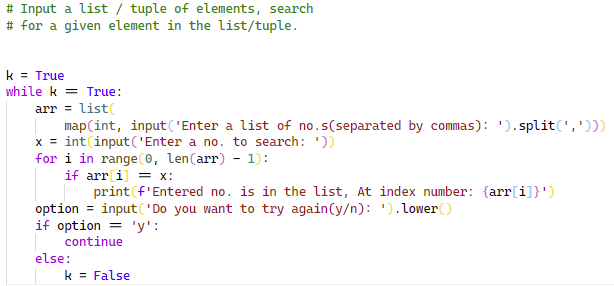 # Input a list / tuple of elements, search
# for a given element in the list/tuple.
k = True
while k == True:
    arr = list(
        map(int, input('Enter a list of no.s(separated by commas): ').split(',')))
    x = int(input('Enter a no. to search: '))
    for i in range(0, len(arr) - 1):
        if arr[i] == x:
            print(f'Entered no. is in the list, At index number: {arr[i]}')
    option = input('Do you want to try again(y/n): ').lower()
    if option == 'y':
        continue
    else:
        k = False